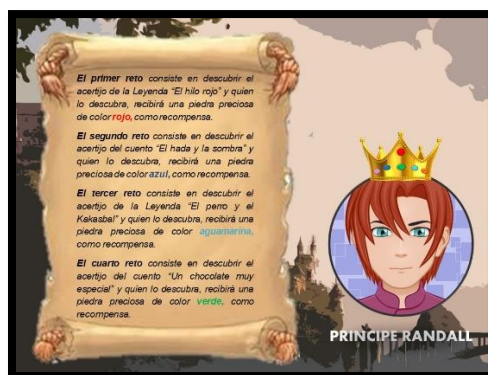 El primer reto consiste en descubrir el
acertijo de la Leyenda "El hilo rojo" y quien
lo descubra, recibirá una piedra preciosa
de color rojo, como recompensa.
El segundo reto consiste en descubrir el
acertijo del cuento "El hada y la sombra" y
quien lo descubra, recibirá una piedra
preciosa de color azul, como recompensa.
El tercer reto consiste en descubrir el
acertijo de la Leyenda "El perro y el
Kakasbal" y quien lo descubra, recibirá una
piedra preciosa de color aguamarina,
como recompensa.
El cuarto reto consiste en descubrir el
acertijo del cuento "Un chocolate muy
especial" y quien lo descubra, recibirá una
piedra preciosa de color verde, como
recompensa.
PRINCIPE RANDALL